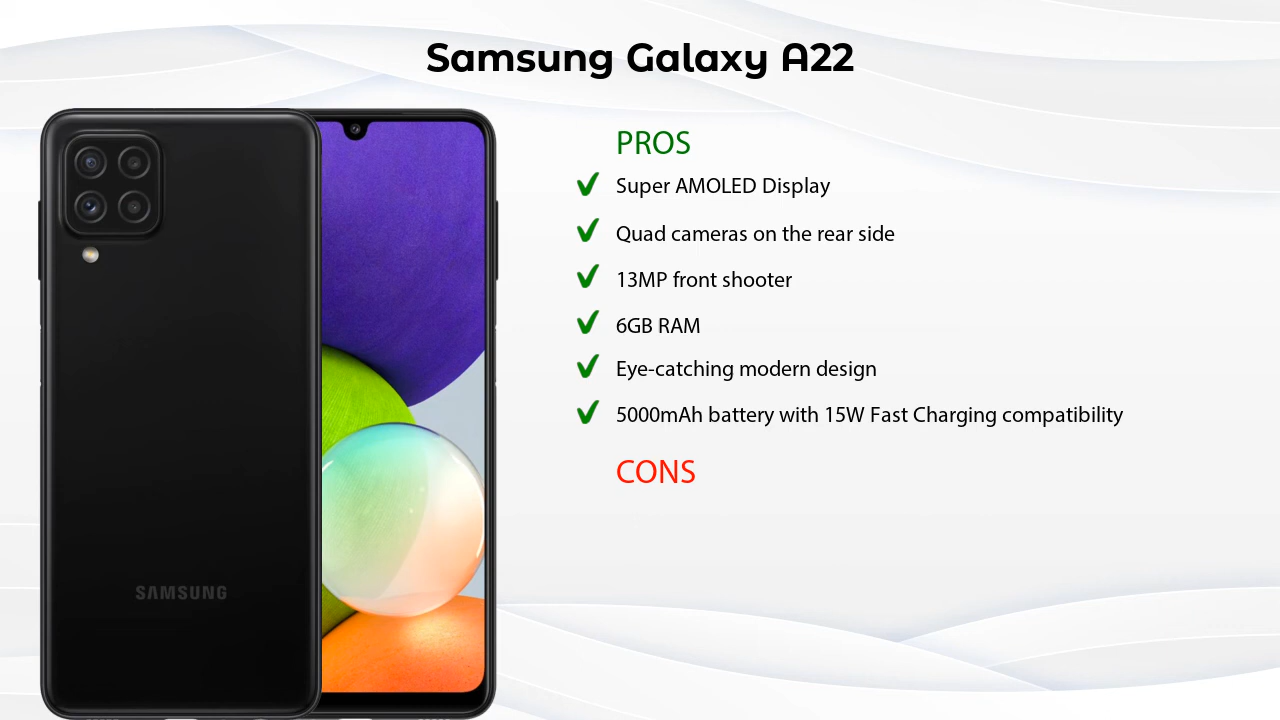 Samsung Galaxy A22
PROS
Super AMOLED Display
Quad cameras on the rear side
13MP front shooter
6GB RAM
Eye-catching modern design
5000mAh battery with 15W Fast Charging compatibility
CONS
SAMSUNG